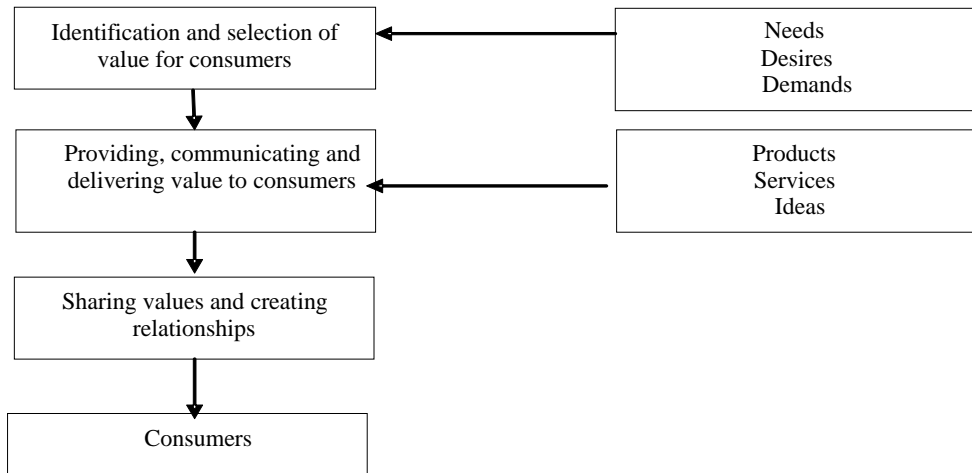 Identification and selection of
value for consumers
Needs
Desires
Demands
Providing, communicating and
delivering value to consumers
Products
Services
Ideas
Sharing values and creating
relationships
Consumers